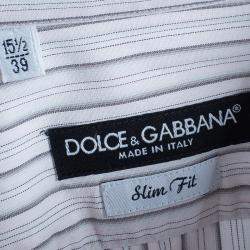 15½
39
DOLCE & GABBANA®
MADE IN ITALY
Slim Fit